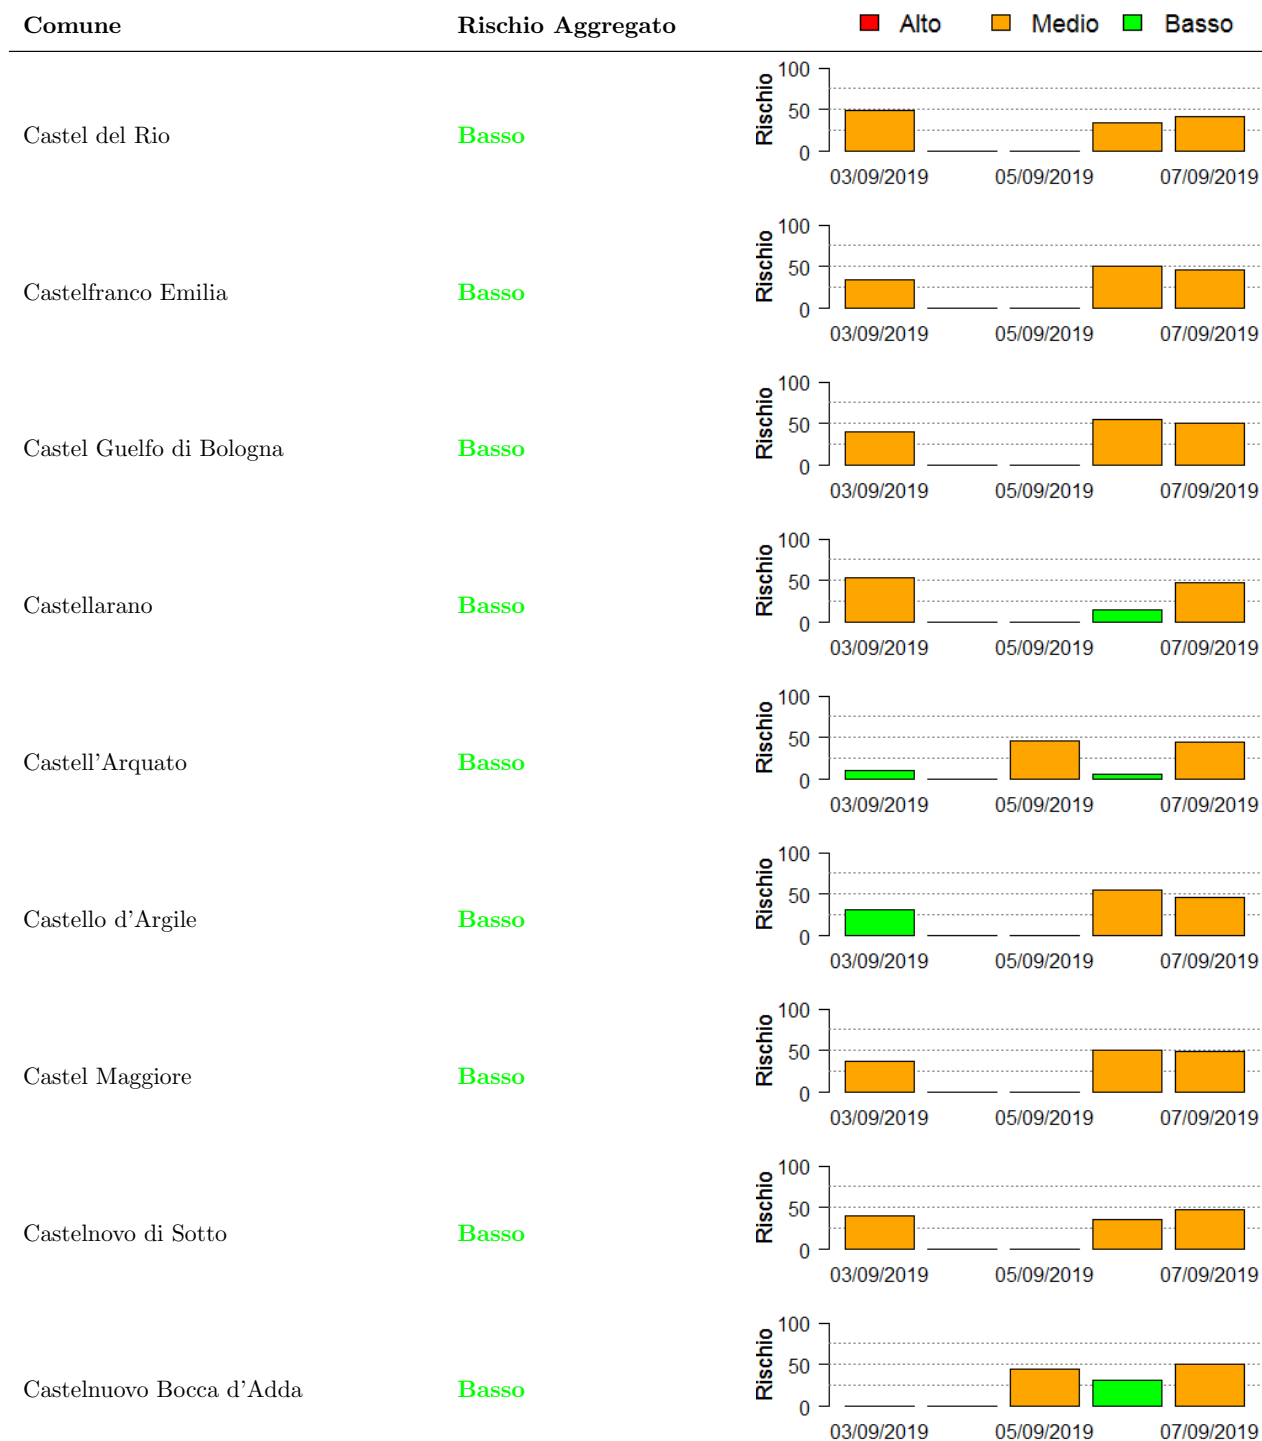 Comune Rischio Aggregato Alto Medio Basso
Castel del Rio Basso Rischio 100 50 0
03/09/2019 05/09/2019 07/09/2019
Castelfranco Emilia Basso Rischio 100 50 0
03/09/2019 05/09/2019 07/09/2019
Castel Guelfo di Bologna Basso Rischio 100 50 0
03/09/2019 05/09/2019 07/09/2019
Castellarano Basso Rischio 100 50 0
03/09/2019 05/09/2019 07/09/2019
Castell'Arquato Basso Rischio 100 50 0
03/09/2019 05/09/2019 07/09/2019
Castello d'Argile Basso Rischio 100 50 0
03/09/2019 05/09/2019 07/09/2019
Castel Maggiore Basso Rischio 100 50 0
03/09/2019 05/09/2019 07/09/2019
Castelnovo di Sotto Basso Rischio 100 50 0
03/09/2019 05/09/2019 07/09/2019
Castelnuovo Bocca d'Adda Basso Rischio 100 50 0
03/09/2019 05/09/2019 07/09/2019